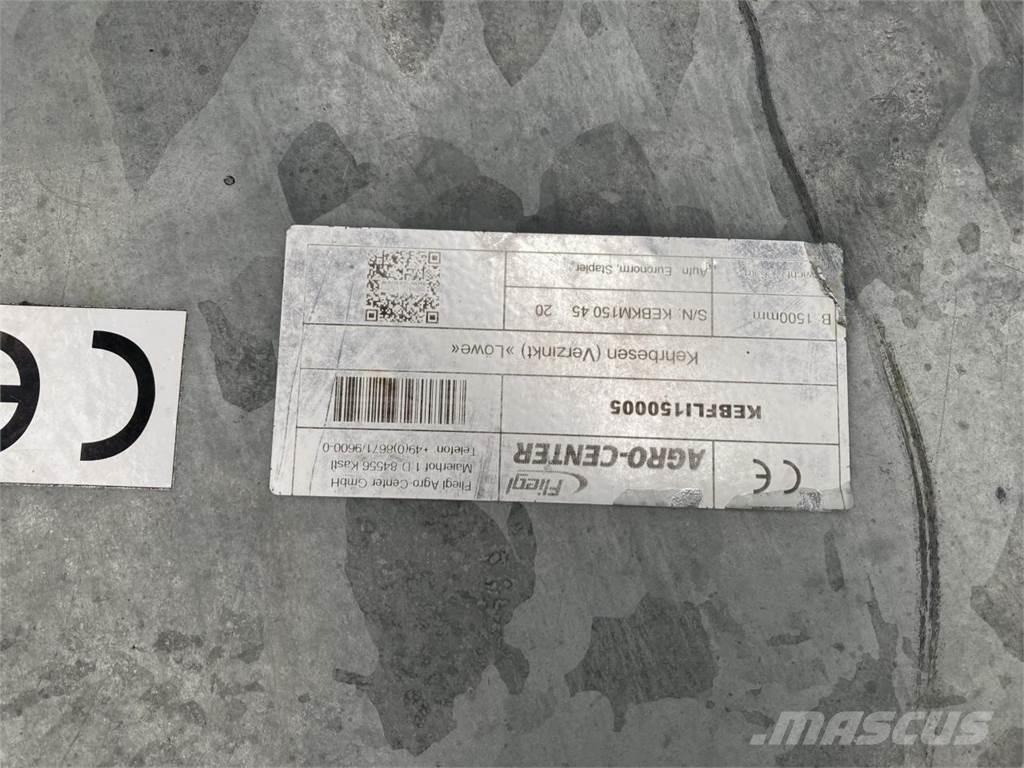 CE
Fliegl
AGRO-CENTER
Fliegl Agro-Center GmbH
Maierhof 1 D 84556 Kastl
Telefon +49(0)8671/9600-0
KEBFLI150005
Kehrbesen (Verzinkt) »Löwe«
B 1500mm
S/N. KEBKM150 45 20
Aufn Euronorm, Stapler
CE
MASCUS